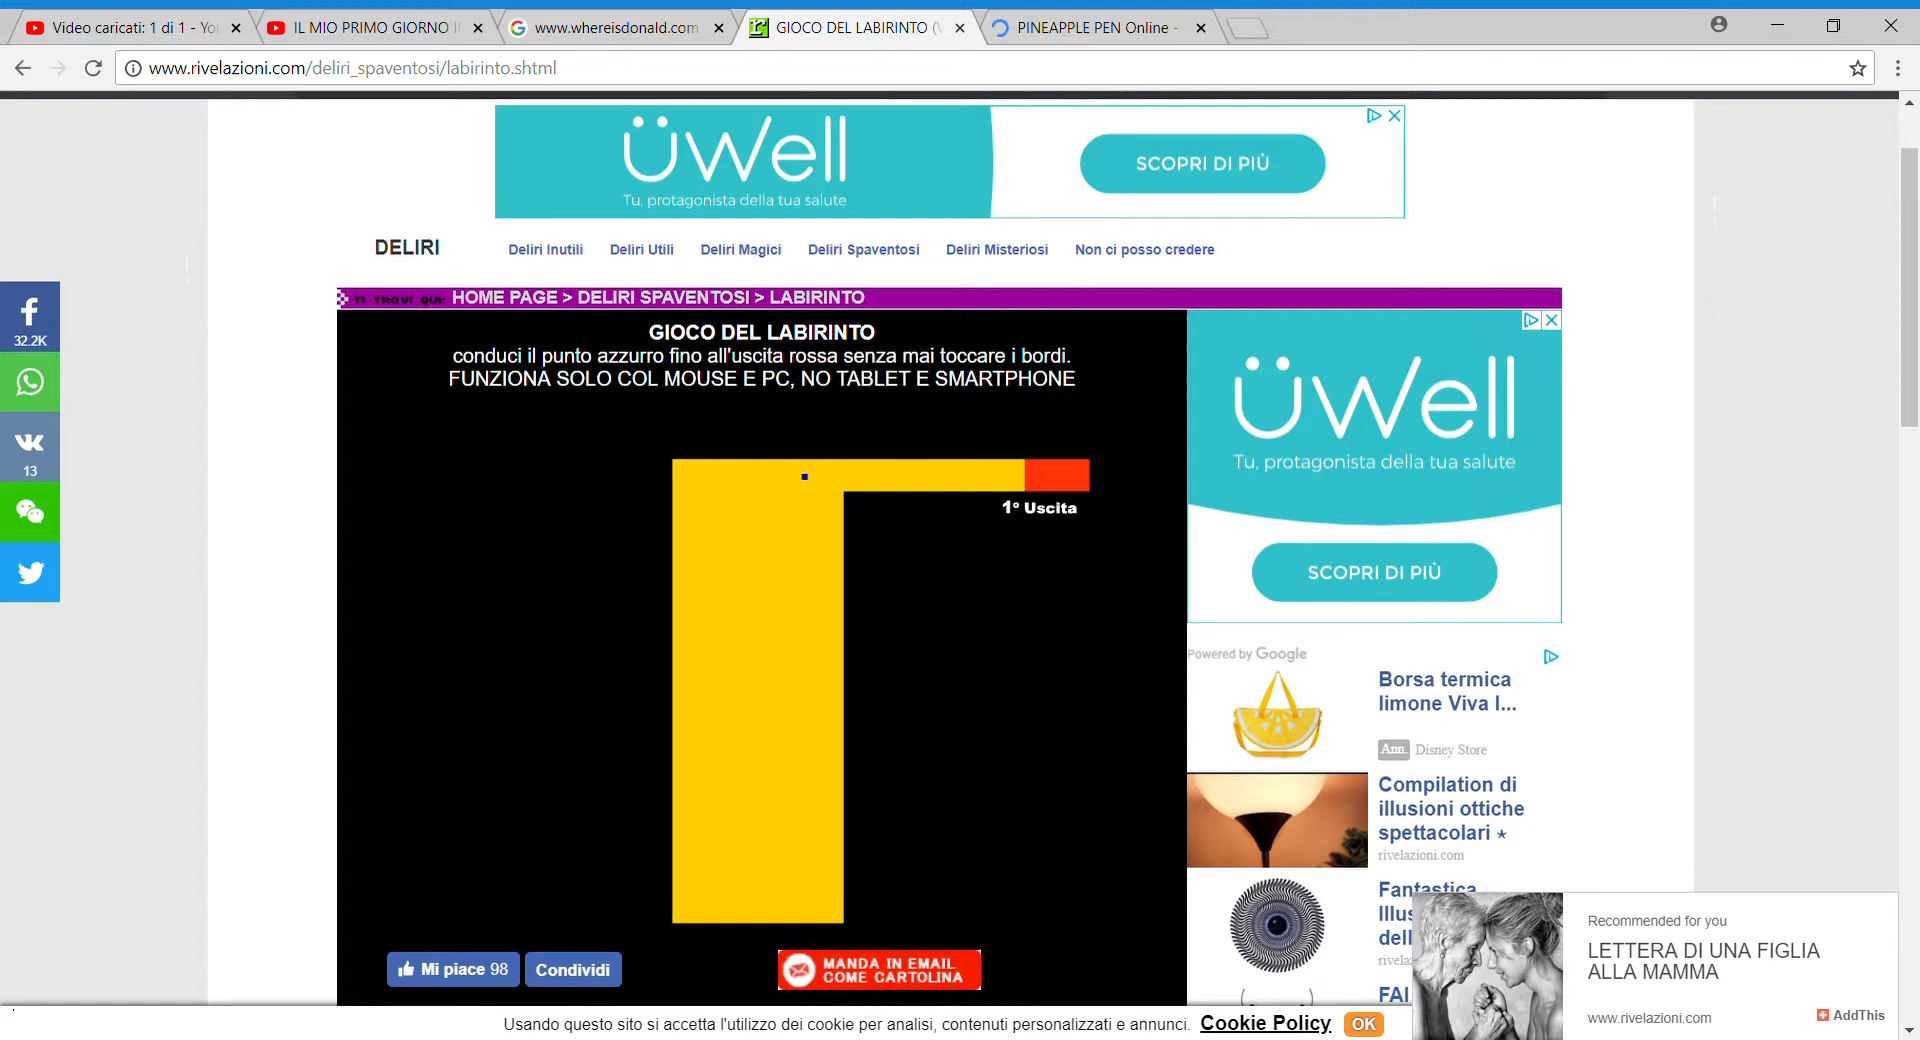 Video caricati: 1 di 1 - You
IL MIO PRIMO GIORNO I
www.whereisdonald.com
GIOCO DEL LABIRINTO (V
PINEAPPLE PEN Online -
www.rivelazioni.com/deliri_spaventosi/labirinto.shtml
üWell
Tu, protagonista della tua salute
SCOPRI DI PIÙ
DELIRI
Deliri Inutili
Deliri Utili
Deliri Magici
Deliri Spaventosi
Deliri Misteriosi
Non ci posso credere
TI TROVI QUI: HOME PAGE > DELIRI SPAVENTOSI > LABIRINTO
32.2K
13
GIOCO DEL LABIRINTO
conduci il punto azzurro fino all'uscita rossa senza mai toccare i bordi.
FUNZIONA SOLO COL MOUSE E PC, NO TABLET E SMARTPHONE
1° Uscita
üWell
Tu, protagonista della tua salute
SCOPRI DI PIÙ
Powered by Google
Borsa termica
limone Viva l...
Ann. Disney Store
Compilation di
illusioni ottiche
spettacolari ★
rivelazioni.com
Fantastica
Illus
dell
rivelaz
FAI
Mi piace 98
Condividi
MANDA IN EMAIL
COME CARTOLINA
Recommended for you
LETTERA DI UNA FIGLIA
ALLA MAMMA
www.rivelazioni.com
AddThis
Usando questo sito si accetta l'utilizzo dei cookie per analisi, contenuti personalizzati e annunci. Cookie Policy OK